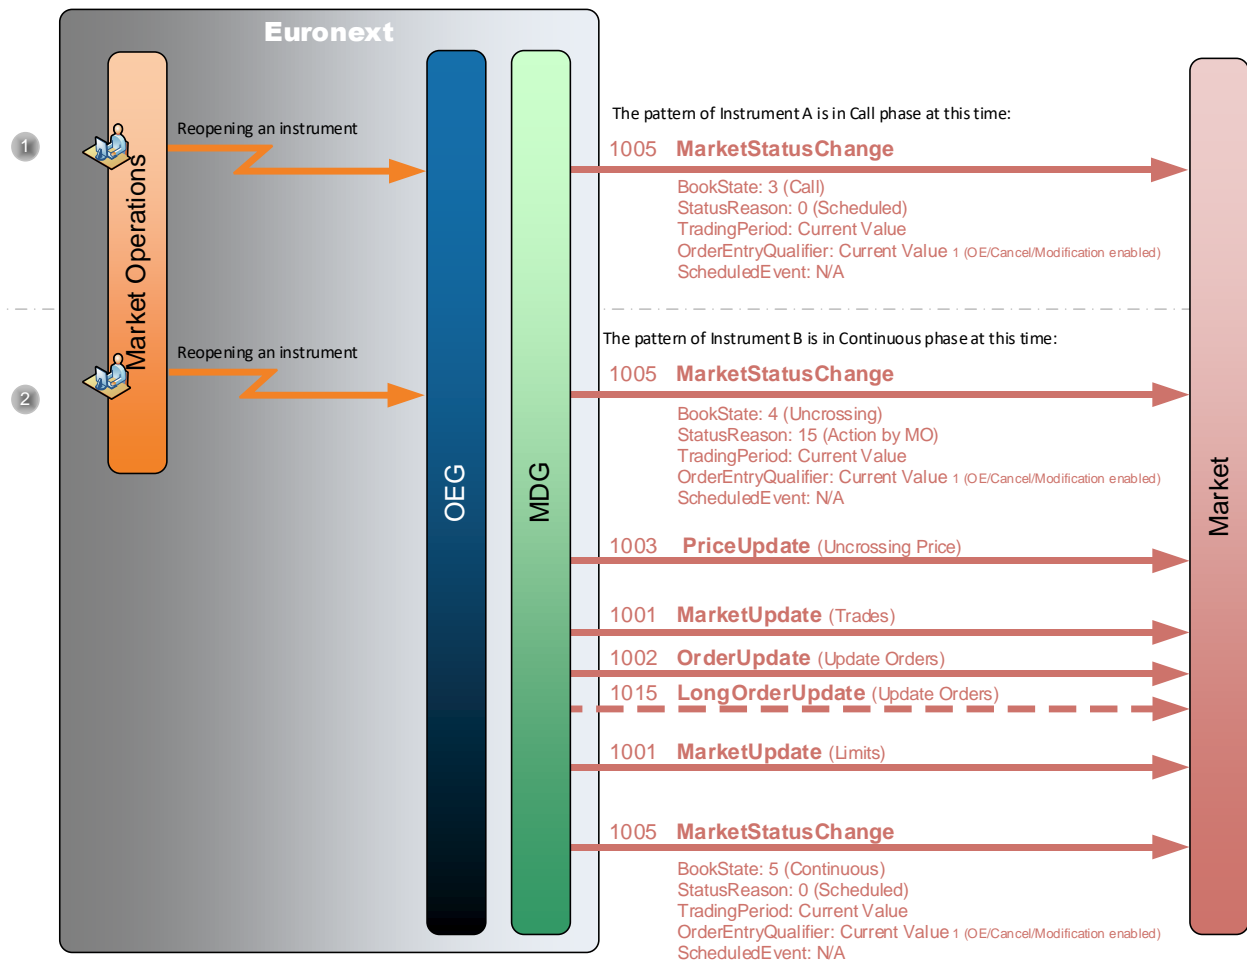 Euronext
The pattern of Instrument A is in Call phase at this time:
1
Reopening an instrument
1005 MarketStatusChange
BookState: 3 (Call)
StatusReason: 0 (Scheduled)
TradingPeriod: Current Value
OrderEntryQualifier: Current Value 1 (OE/Cancel/Modification enabled)
ScheduledEvent: N/A
Market Operations
The pattern of Instrument B is in Continuous phase at this time:
2
Reopening an instrument
1005 MarketStatusChange
BookState: 4 (Uncrossing)
StatusReason: 15 (Action by MO)
TradingPeriod: Current Value
OrderEntryQualifier: Current Value 1 (OE/Cancel/Modification enabled)
ScheduledEvent: N/A
OEG
MDG
Market
1003 PriceUpdate (Uncrossing Price)
1001 MarketUpdate (Trades)
1002 OrderUpdate (Update Orders)
1015 LongOrderUpdate (Update Orders)
1001 MarketUpdate (Limits)
1005 MarketStatusChange
BookState: 5 (Continuous)
StatusReason: 0 (Scheduled)
TradingPeriod: Current Value
OrderEntryQualifier: Current Value 1 (OE/Cancel/Modification enabled)
ScheduledEvent: N/A